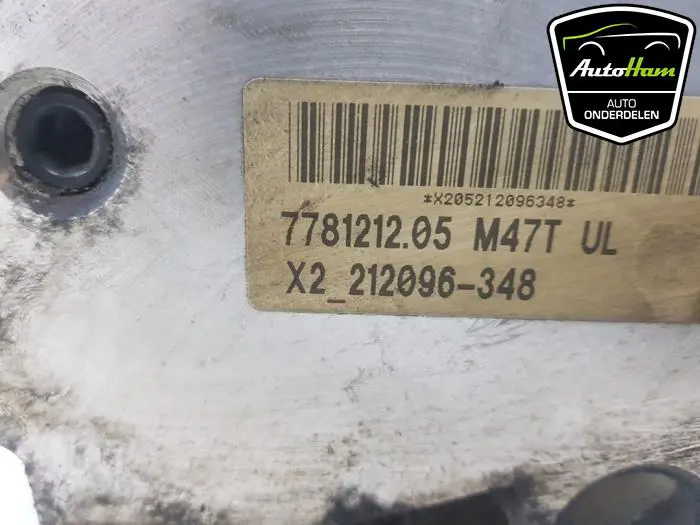 AutoHam
AUTO
ONDERDELEN
*X205212096348*
7781212.05 M47T UL
X2_212096-348